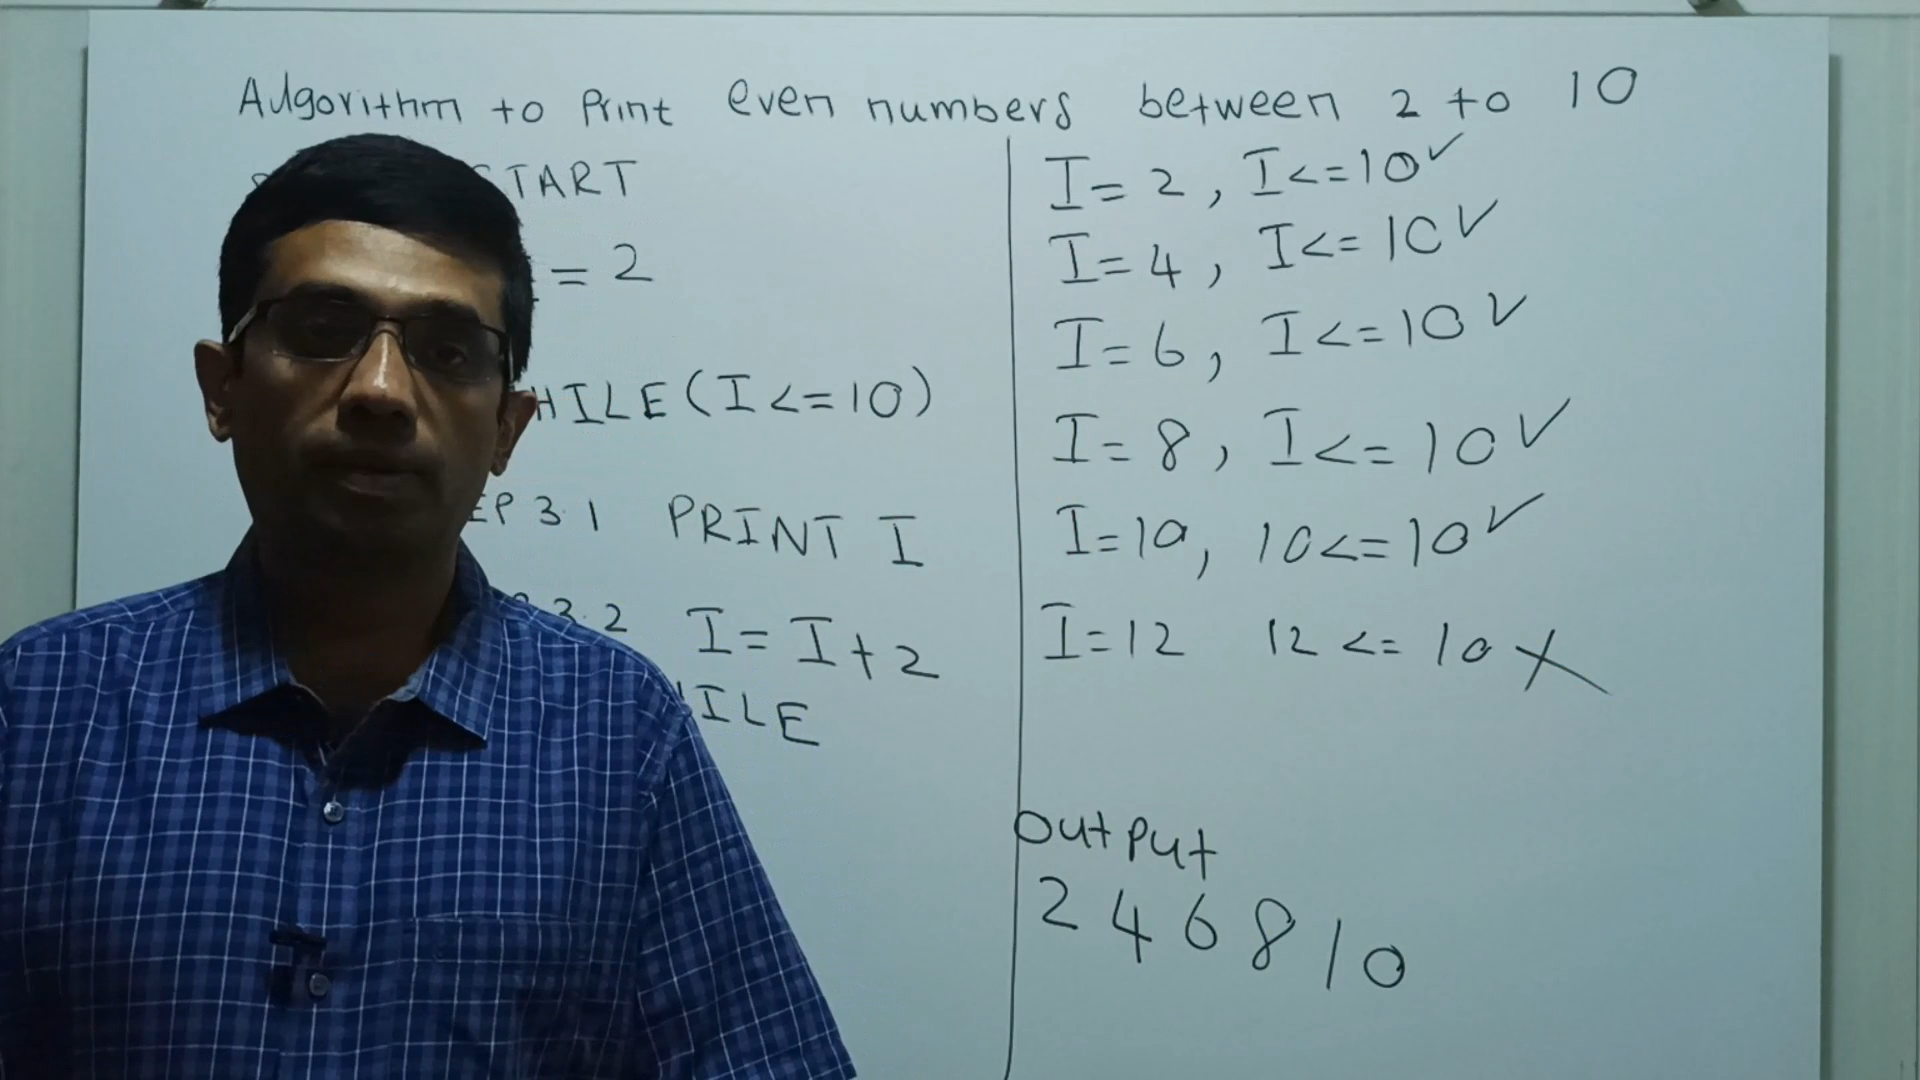 Algorithm to Print even numbers between 2 to 10
START
= 2
HILE(I<=10)
EP 3.1 PRINT I
3.2 I=I+2
ILE
I=2, I<=10✓
I=4, I<=10✓
I=6, I<=10✓
I=8, I<=10✓
I=10, 10<=10✓
I=12 12<=10 X
output
2 4 6 8 10